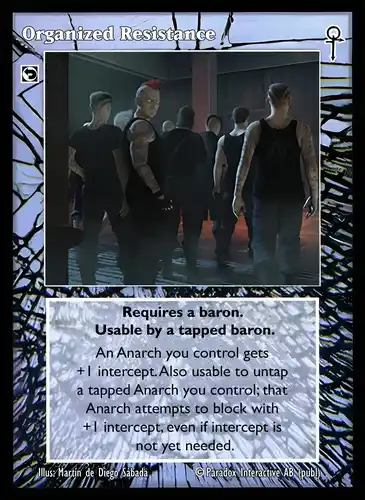 Organized Resistance
Requires a baron.
Usable by a tapped baron.
An Anarch you control gets
+1 intercept. Also usable to untap
a tapped Anarch you control; that
Anarch attempts to block with
+1 intercept, even if intercept is
not yet needed.
Illus: Martin de Diego Sábada
© Paradox Interactive AB (publ)